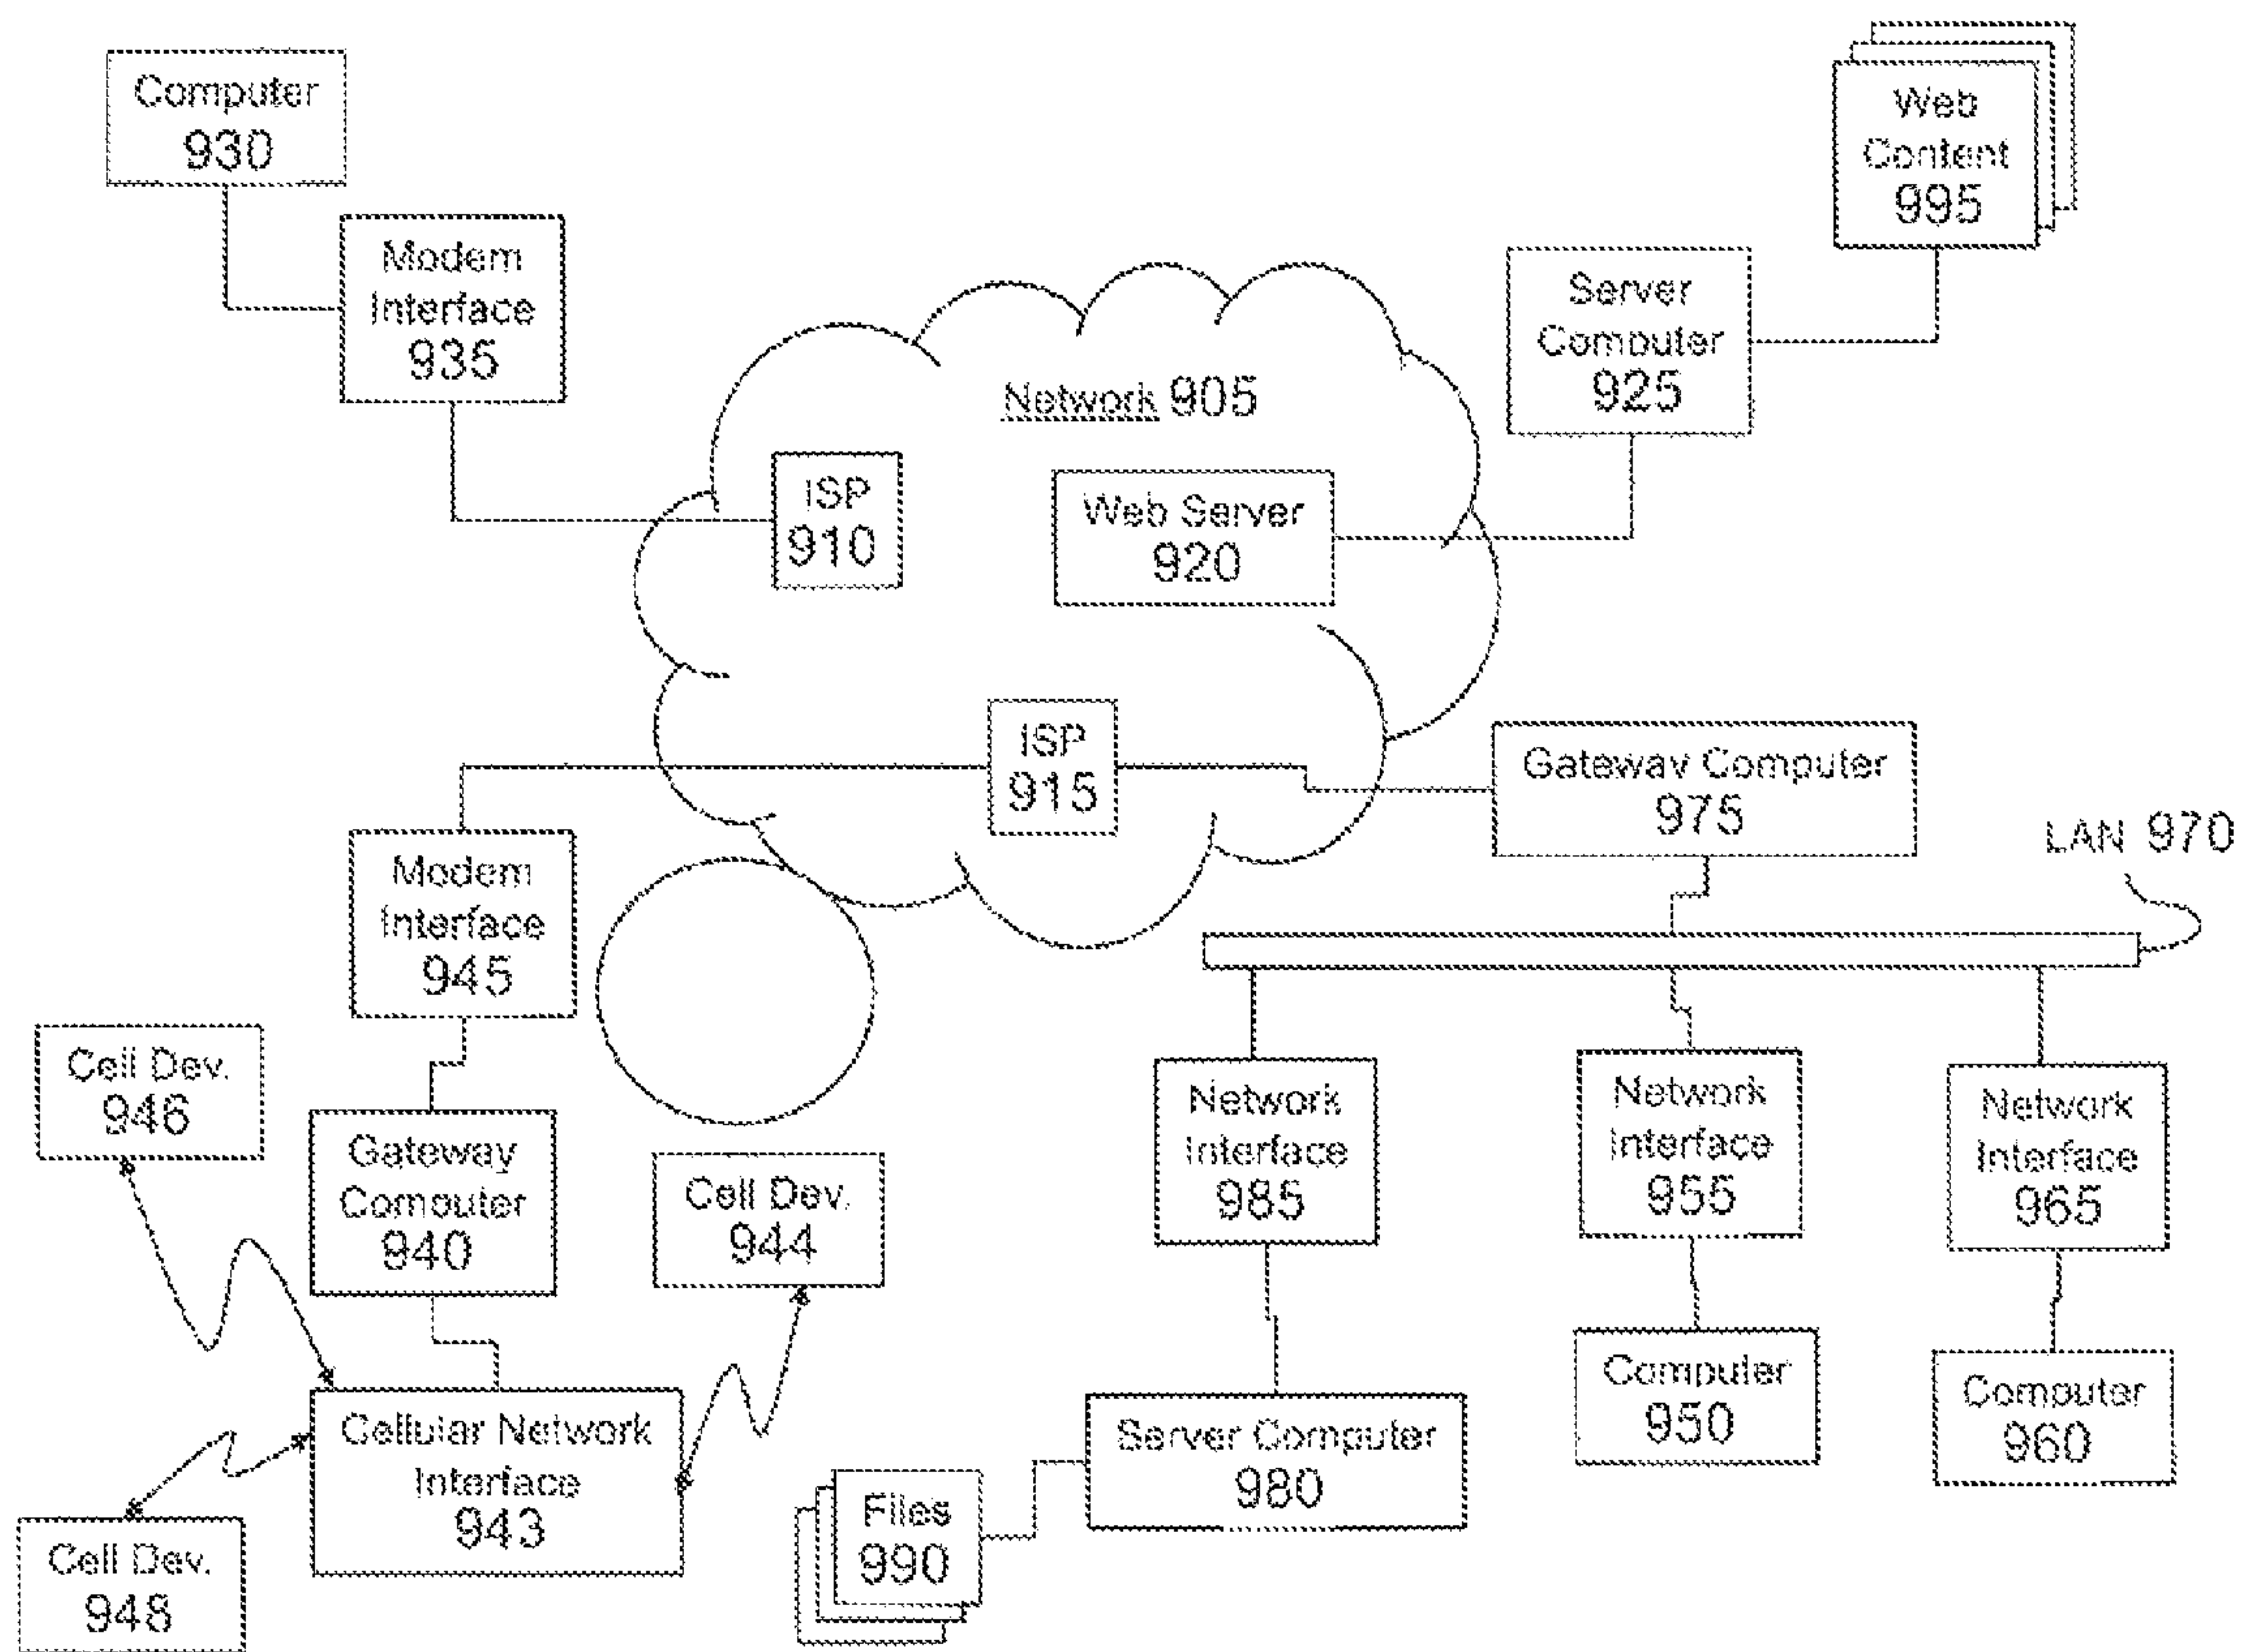 Computer
930
Modem
Interface
935
Web
Content
995
Server
Computer
925
Network 905
ISP
910
Web Server
920
ISP
915
Gateway Computer
975
LAN 970
Modem
Interface
945
Cell Dev.
946
Gateway
Computer
940
Cell Dev.
944
Network
Interface
985
Network
Interface
955
Network
Interface
965
Cellular Network
Interface
943
Cell Dev.
948
Files
990
Server Computer
980
Computer
950
Computer
960